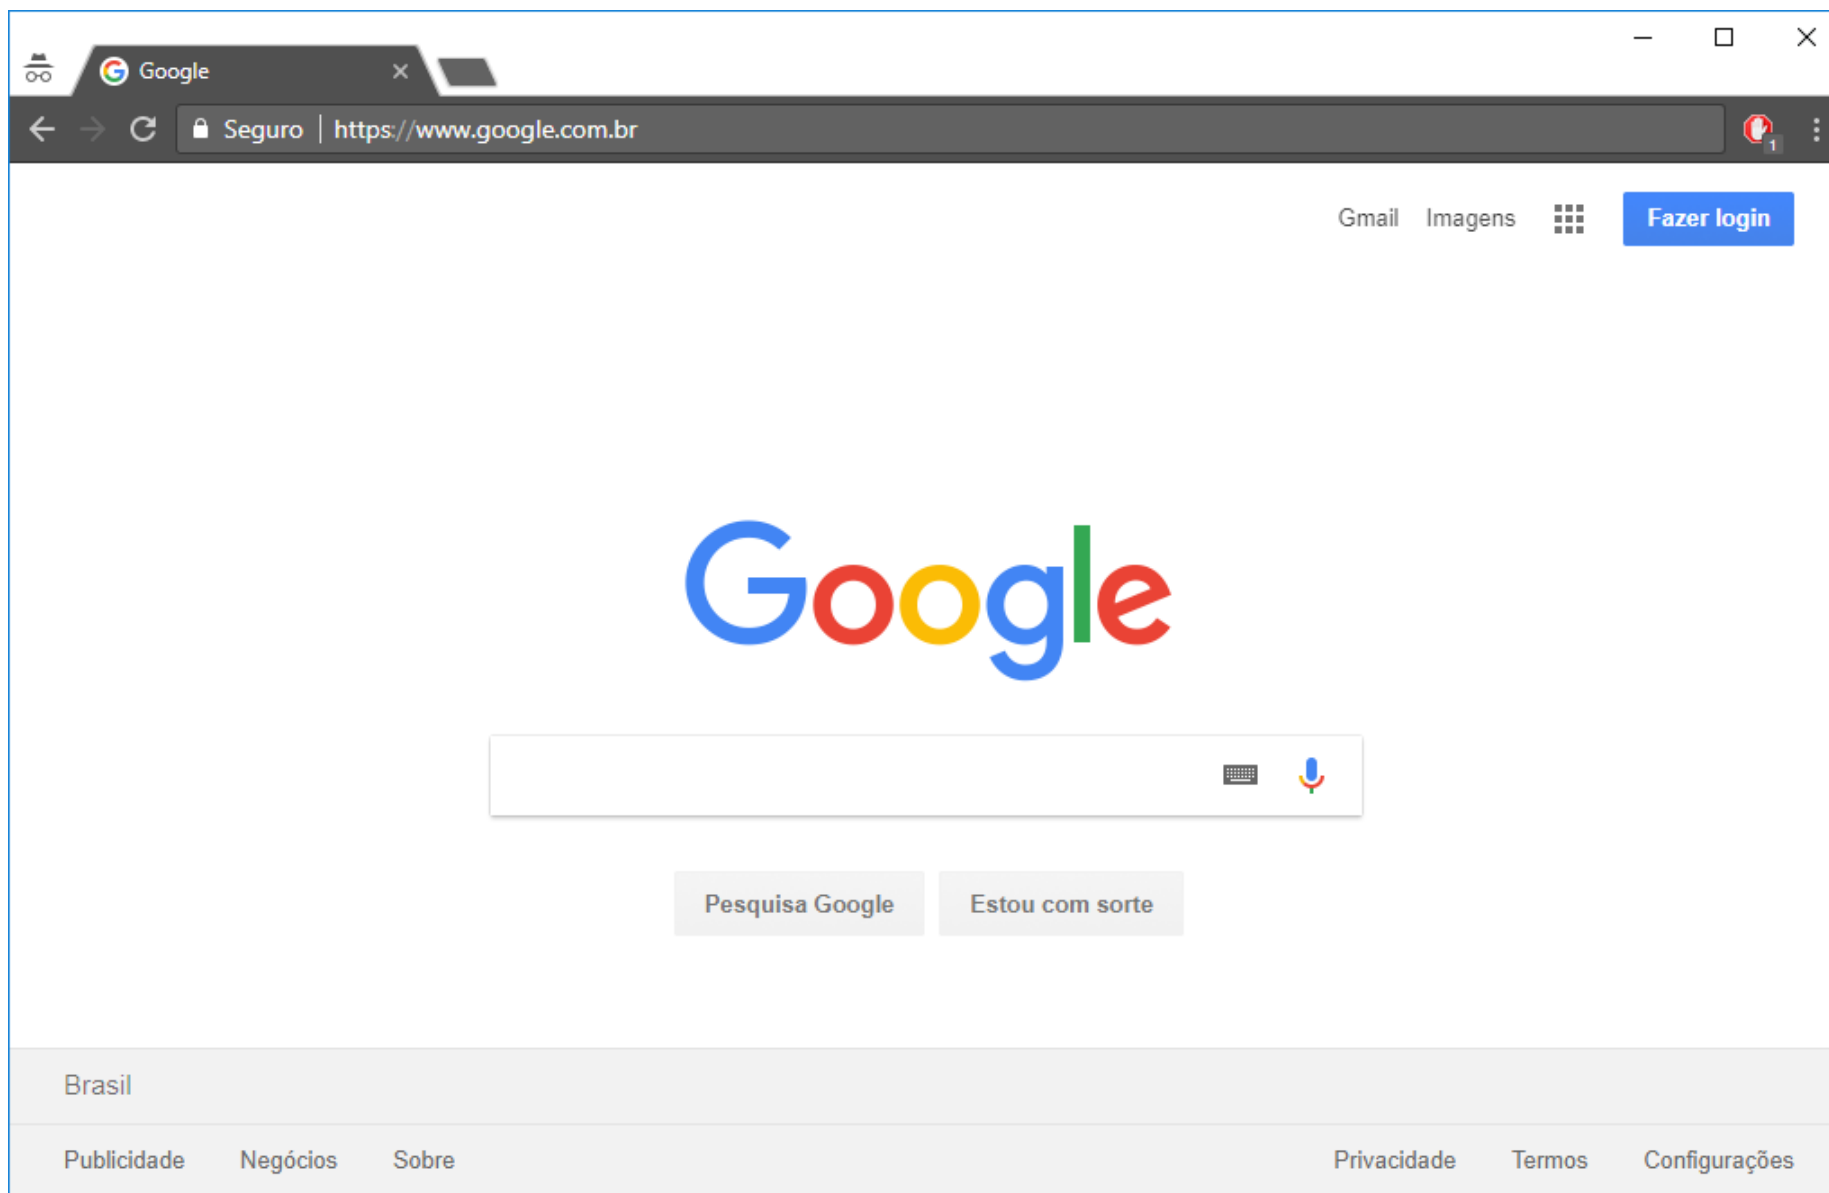 Google
Seguro | https://www.google.com.br
1
Gmail Imagens Fazer login
Google
Pesquisa Google Estou com sorte
Brasil
Publicidade Negócios Sobre Privacidade Termos Configurações